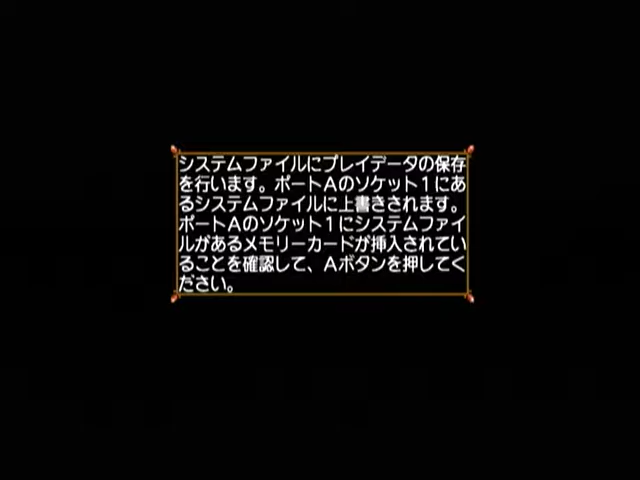 システムファイルにプレイデータの保存
を行います。ポートＡのソケット１にあ
るシステムファイルに上書きされます。
ポートＡのソケット１にシステムファイ
ルがあるメモリーカードが挿入されてい
ることを確認して、Ａボタンを押してく
ださい。